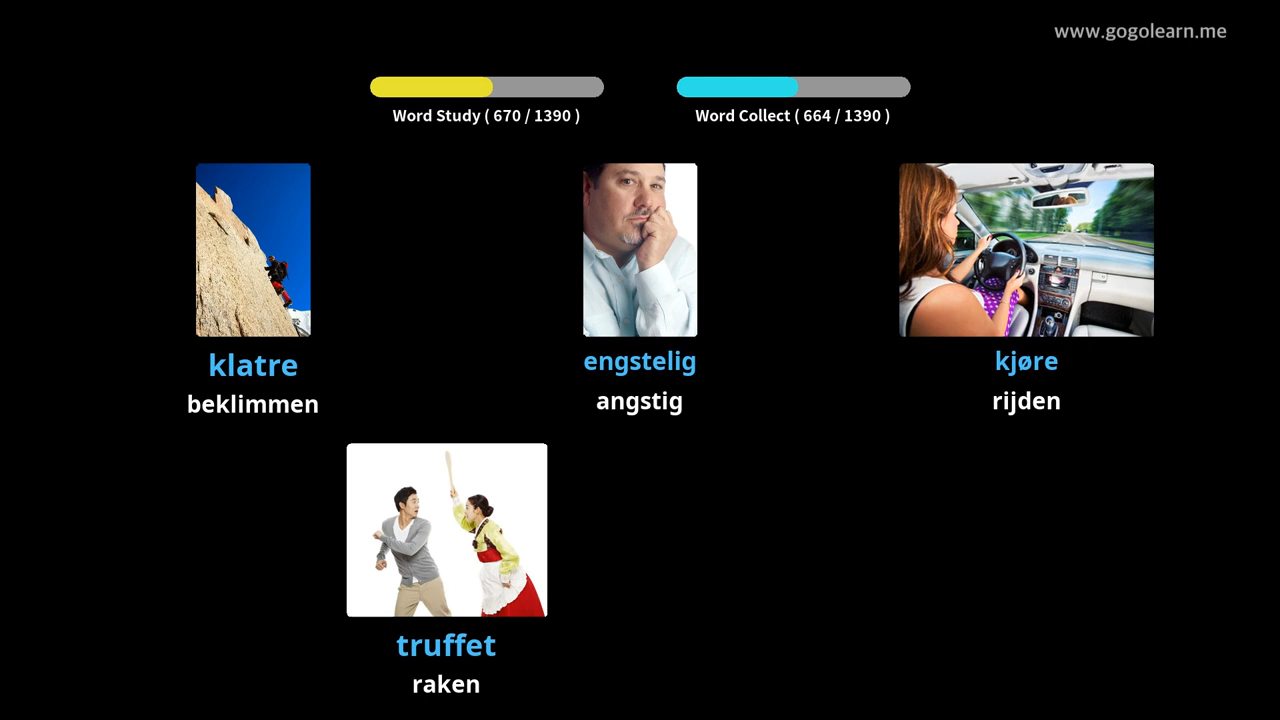 www.gogolearn.me
Word Study ( 670 / 1390 )
Word Collect ( 664 / 1390 )
klatre
beklimmen
engstelig
angstig
kjøre
rijden
truffet
raken